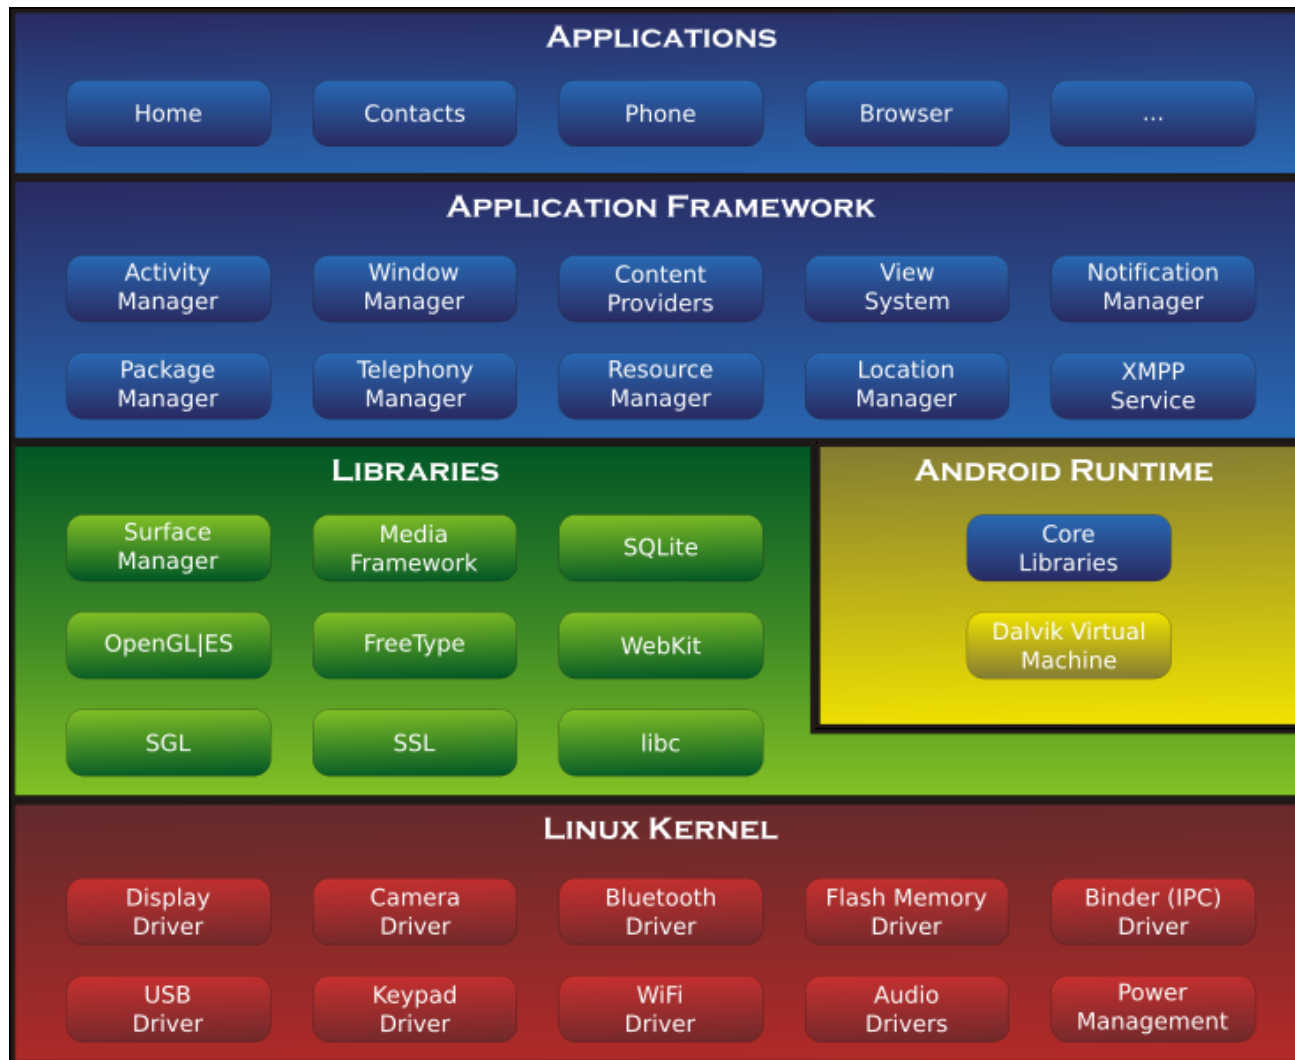 APPLICATIONS
Home
Contacts
Phone
Browser
...
APPLICATION FRAMEWORK
Activity
Manager
Window
Manager
Content
Providers
View
System
Notification
Manager
Package
Manager
Telephony
Manager
Resource
Manager
Location
Manager
XMPP
Service
LIBRARIES
Surface
Manager
Media
Framework
SQLite
OpenGL|ES
FreeType
WebKit
SGL
SSL
libc
ANDROID RUNTIME
Core
Libraries
Dalvik Virtual
Machine
LINUX KERNEL
Display
Driver
Camera
Driver
Bluetooth
Driver
Flash Memory
Driver
Binder (IPC)
Driver
USB
Driver
Keypad
Driver
WiFi
Driver
Audio
Drivers
Power
Management